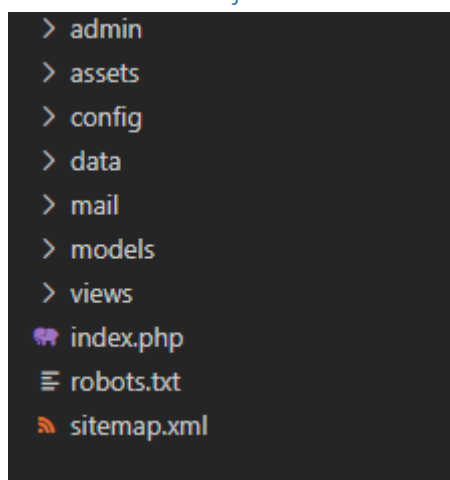 admin
assets
config
data
mail
models
views
index.php
robots.txt
sitemap.xml